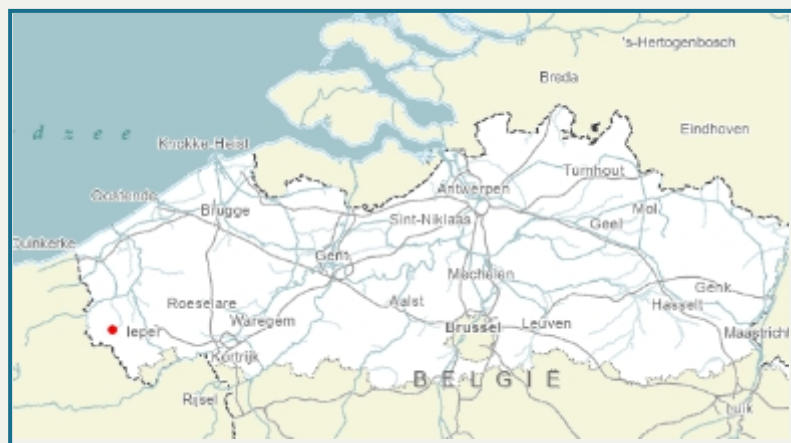 's-Hertogenbosch
Breda
d z e e
Eindhoven
Knokke-Heist
Turnhout
Antwerpen
Oostende
Mol
Brugge
Sint-Niklaas
Geel
Duinkerke
Gent
Mechelen
Genk
Roeselare
Aalst
Hasselt
Waregem
Brussel
Leuven
Ieper
Maastricht
Kortrijk
BELGIË
Rijsel
Luik